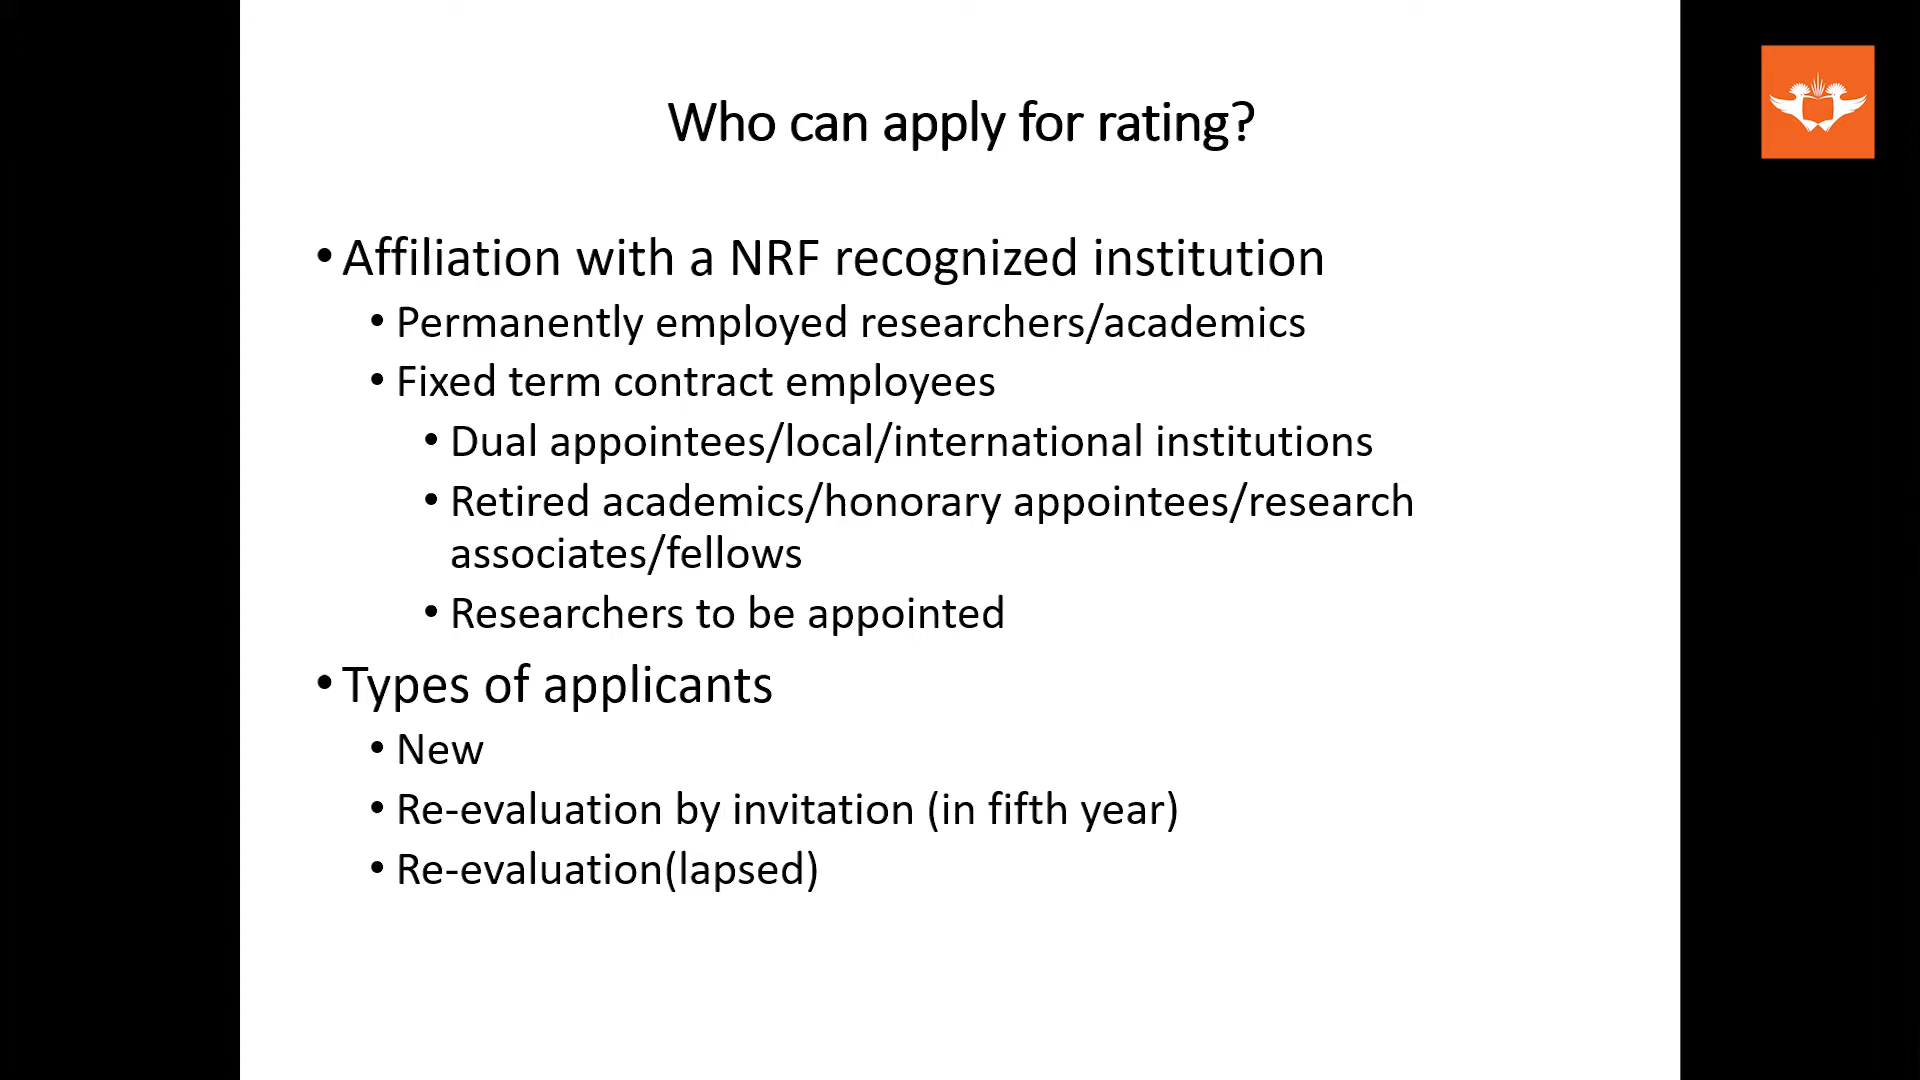 Who can apply for rating?
• Affiliation with a NRF recognized institution
• Permanently employed researchers/academics
• Fixed term contract employees
• Dual appointees/local/international institutions
• Retired academics/honorary appointees/research
associates/fellows
• Researchers to be appointed
• Types of applicants
• New
• Re-evaluation by invitation (in fifth year)
• Re-evaluation(lapsed)